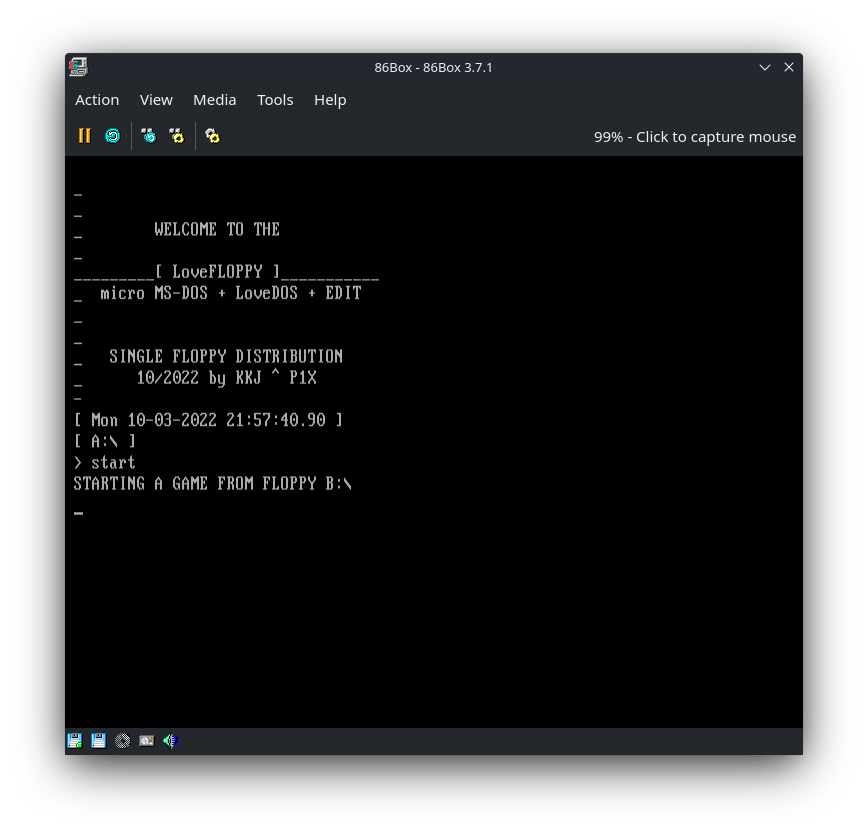 86Box - 86Box 3.7.1
Action View Media Tools Help
99% - Click to capture mouse
_
_
_ WELCOME TO THE
_
_________[ LoveFLOPPY ]___________
_ micro MS-DOS + LoveDOS + EDIT
_
_
_ SINGLE FLOPPY DISTRIBUTION
_ 10/2022 by KKJ ^ P1X
_
[ Mon 10-03-2022 21:57:40.90 ]
[ A:\ ]
> start
STARTING A GAME FROM FLOPPY B:\
_